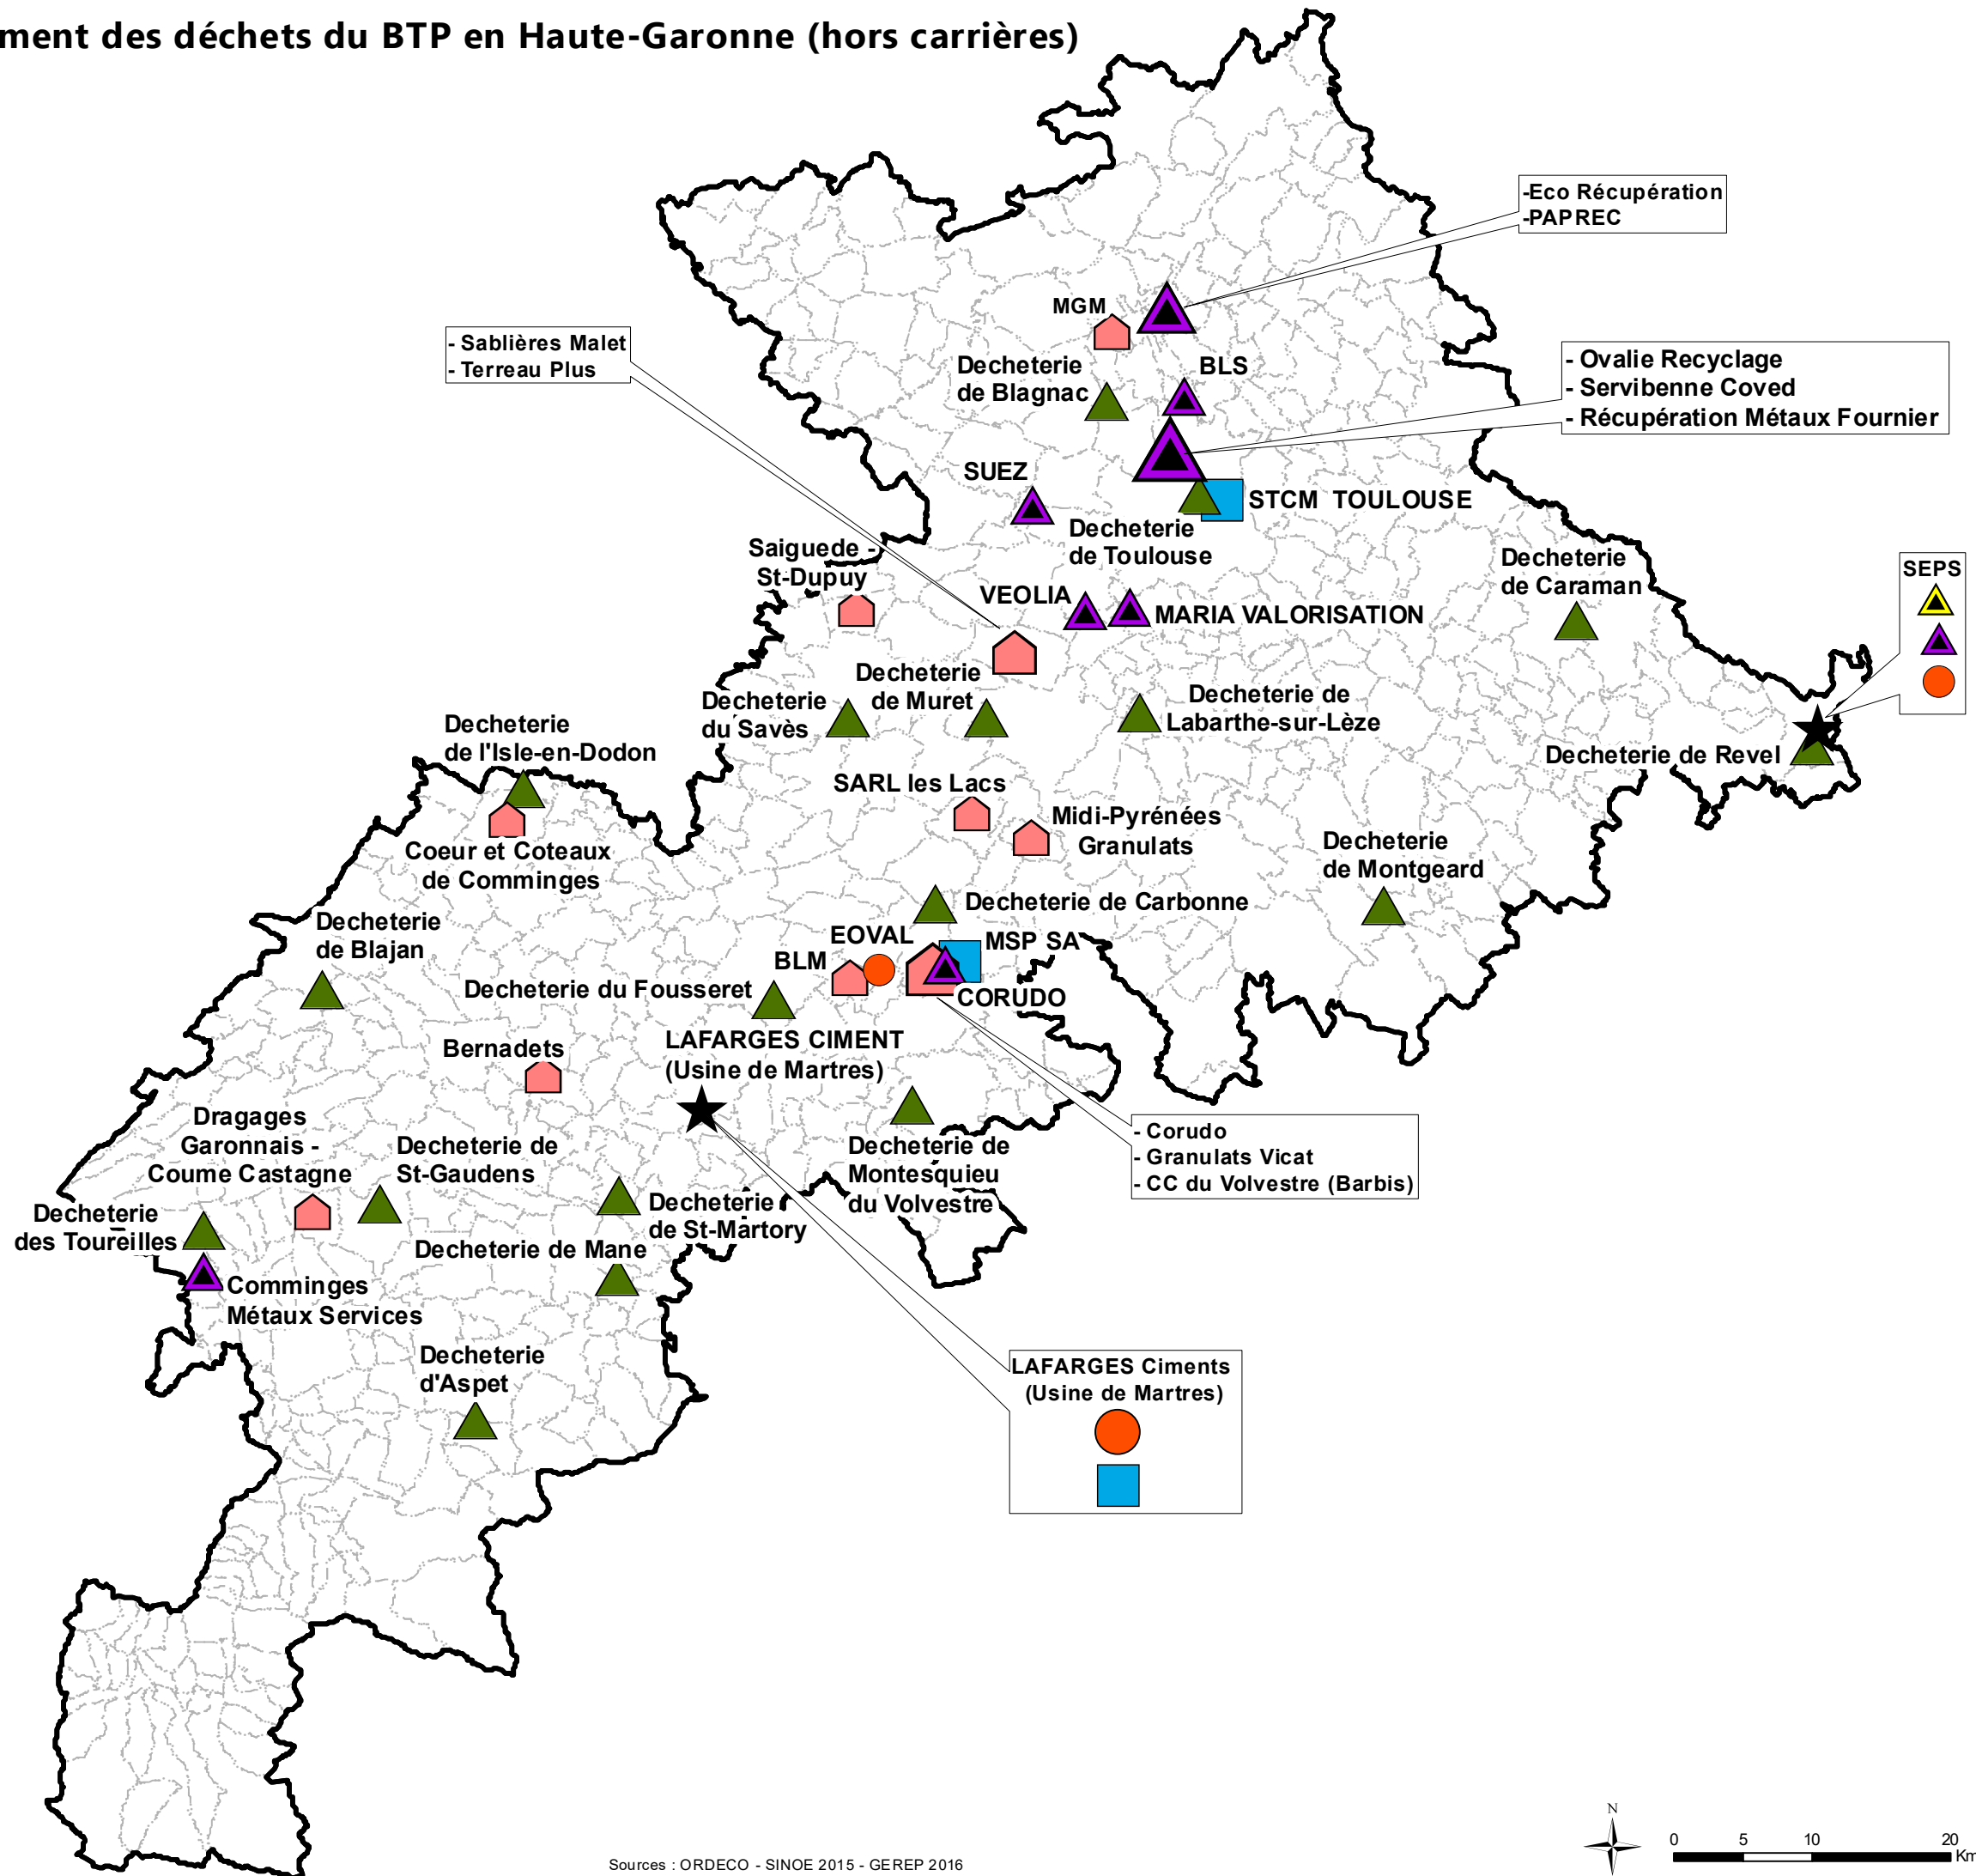 ment des déchets du BTP en Haute-Garonne (hors carrières)
-Eco Récupération
-PAPREC
MGM
- Sablières Malet
- Terreau Plus
Decheterie
de Blagnac
BLS
- Ovalie Recyclage
- Servibenne Coved
- Récupération Métaux Fournier
SUEZ
STCM TOULOUSE
Decheterie
de Toulouse
Saiguede -
St-Dupuy
Decheterie
de Caraman
SEPS
VEOLIA
MARIA VALORISATION
Decheterie
de Muret
Decheterie
du Savès
Decheterie de
Labarthe-sur-Lèze
Decheterie
de l'Isle-en-Dodon
Decheterie de Revel
SARL les Lacs
Midi-Pyrénées
Granulats
Coeur et Coteaux
de Comminges
Decheterie
de Montgeard
Decheterie de Carbonne
Decheterie
de Blajan
EOVAL
MSP SA
BLM
Decheterie du Fousseret
CORUDO
LAFARGES CIMENT
(Usine de Martres)
Bernadets
Dragages
Garonnais -
Coume Castagne
Decheterie de
St-Gaudens
Decheterie de
Montesquieu
du Volvestre
- Corudo
- Granulats Vicat
- CC du Volvestre (Barbis)
Decheterie
des Toureilles
Decheterie
de St-Martory
Decheterie de Mane
Comminges
Métaux Services
Decheterie
d'Aspet
LAFARGES Ciments
(Usine de Martres)
N
0 5 10 20
Km
Sources : ORDECO - SINOE 2015 - GEREP 2016